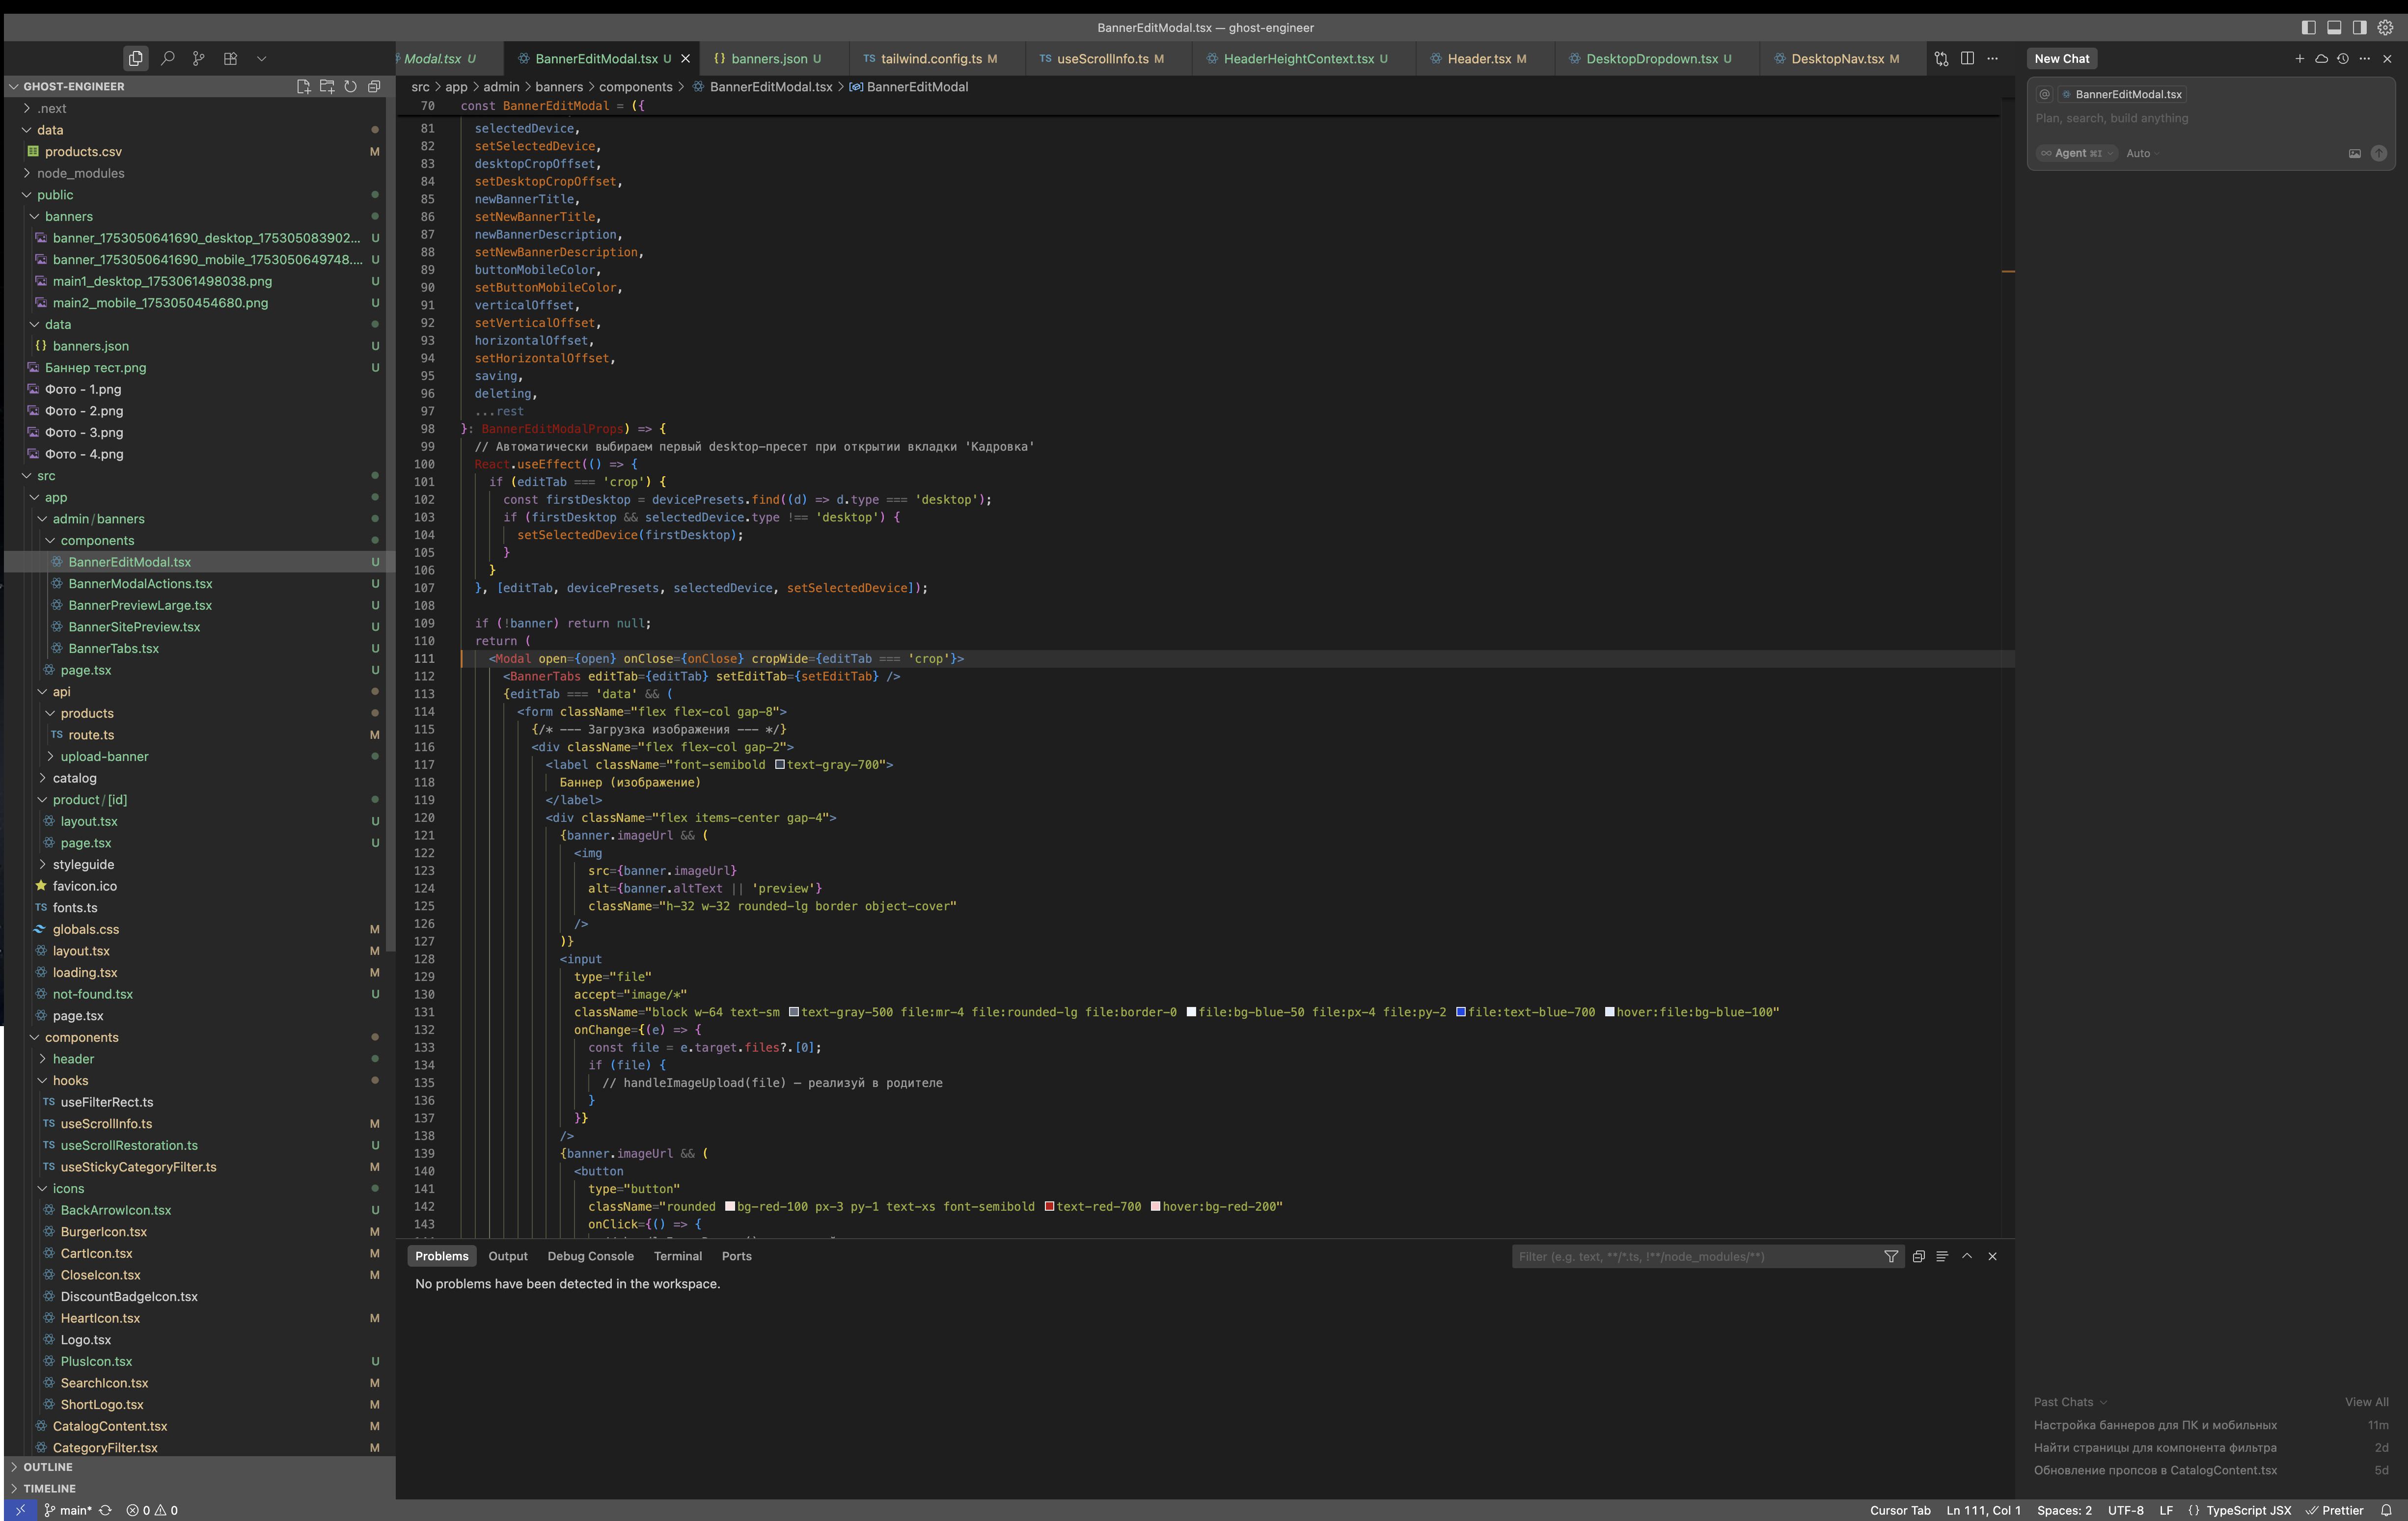 BannerEditModal.tsx — ghost-engineer
Modal.tsx U
BannerEditModal.tsx U
{} banners.json U
TS tailwind.config.ts M
TS useScrollInfo.ts M
HeaderHeightContext.tsx U
Header.tsx M
DesktopDropdown.tsx U
DesktopNav.tsx M
GHOST-ENGINEER
.next
data
products.csv M
node_modules
public
banners
banner_1753050641690_desktop_175305083902... U
banner_1753050641690_mobile_1753050649748.... U
main1_desktop_1753061498038.png U
main2_mobile_1753050454680.png U
data
{} banners.json U
Баннер тест.png U
Фото - 1.png
Фото - 2.png
Фото - 3.png
Фото - 4.png
src
app
admin/banners
components
BannerEditModal.tsx U
BannerModalActions.tsx U
BannerPreviewLarge.tsx U
BannerSitePreview.tsx U
BannerTabs.tsx U
page.tsx U
api
products
TS route.ts M
upload-banner
catalog
product/[id]
layout.tsx U
page.tsx U
styleguide
favicon.ico
TS fonts.ts
globals.css M
layout.tsx M
loading.tsx M
not-found.tsx U
page.tsx
components
header
hooks
TS useFilterRect.ts
TS useScrollInfo.ts M
TS useScrollRestoration.ts U
TS useStickyCategoryFilter.ts M
icons
BackArrowIcon.tsx U
BurgerIcon.tsx M
CartIcon.tsx M
CloseIcon.tsx M
DiscountBadgeIcon.tsx
HeartIcon.tsx M
Logo.tsx
PlusIcon.tsx U
SearchIcon.tsx M
ShortLogo.tsx M
CatalogContent.tsx M
CategoryFilter.tsx M
OUTLINE
TIMELINE
src > app > admin > banners > components > BannerEditModal.tsx > BannerEditModal
70 const BannerEditModal = ({
81 selectedDevice,
82 setSelectedDevice,
83 desktopCropOffset,
84 setDesktopCropOffset,
85 newBannerTitle,
86 setNewBannerTitle,
87 newBannerDescription,
88 setNewBannerDescription,
89 buttonMobileColor,
90 setButtonMobileColor,
91 verticalOffset,
92 setVerticalOffset,
93 horizontalOffset,
94 setHorizontalOffset,
95 saving,
96 deleting,
97 ...rest
98 }: BannerEditModalProps) => {
99 // Автоматически выбираем первый desktop-пресет при открытии вкладки 'Кадровка'
100 React.useEffect(() => {
101 if (editTab === 'crop') {
102 const firstDesktop = devicePresets.find((d) => d.type === 'desktop');
103 if (firstDesktop && selectedDevice.type !== 'desktop') {
104 setSelectedDevice(firstDesktop);
105 }
106 }
107 }, [editTab, devicePresets, selectedDevice, setSelectedDevice]);
108
109 if (!banner) return null;
110 return (
111 <Modal open={open} onClose={onClose} cropWide={editTab === 'crop'}>
112 <BannerTabs editTab={editTab} setEditTab={setEditTab} />
113 {editTab === 'data' && (
114 <form className="flex flex-col gap-8">
115 {/* --- Загрузка изображения --- */}
116 <div className="flex flex-col gap-2">
117 <label className="font-semibold text-gray-700">
118 Баннер (изображение)
119 </label>
120 <div className="flex items-center gap-4">
121 {banner.imageUrl && (
122 <img
123 src={banner.imageUrl}
124 alt={banner.altText || 'preview'}
125 className="h-32 w-32 rounded-lg border object-cover"
126 />
127 )}
128 <input
129 type="file"
130 accept="image/*"
131 className="block w-64 text-sm text-gray-500 file:mr-4 file:rounded-lg file:border-0 file:bg-blue-50 file:px-4 file:py-2 file:text-blue-700 hover:file:bg-blue-100"
132 onChange={(e) => {
133 const file = e.target.files?.[0];
134 if (file) {
135 // handleImageUpload(file) — реализуй в родителе
136 }
137 }}
138 />
139 {banner.imageUrl && (
140 <button
141 type="button"
142 className="rounded bg-red-100 px-3 py-1 text-xs font-semibold text-red-700 hover:bg-red-200"
143 onClick={() => {
Problems Output Debug Console Terminal Ports
Filter (e.g. text, **/*.ts, !**/node_modules/**)
No problems have been detected in the workspace.
New Chat
@ BannerEditModal.tsx
Plan, search, build anything
∞ Agent ⌘I Auto
Past Chats View All
Настройка баннеров для ПК и мобильных 11m
Найти страницы для компонента фильтра 2d
Обновление пропсов в CatalogContent.tsx 5d
main* 0 0
Cursor Tab Ln 111, Col 1 Spaces: 2 UTF-8 LF {} TypeScript JSX Prettier